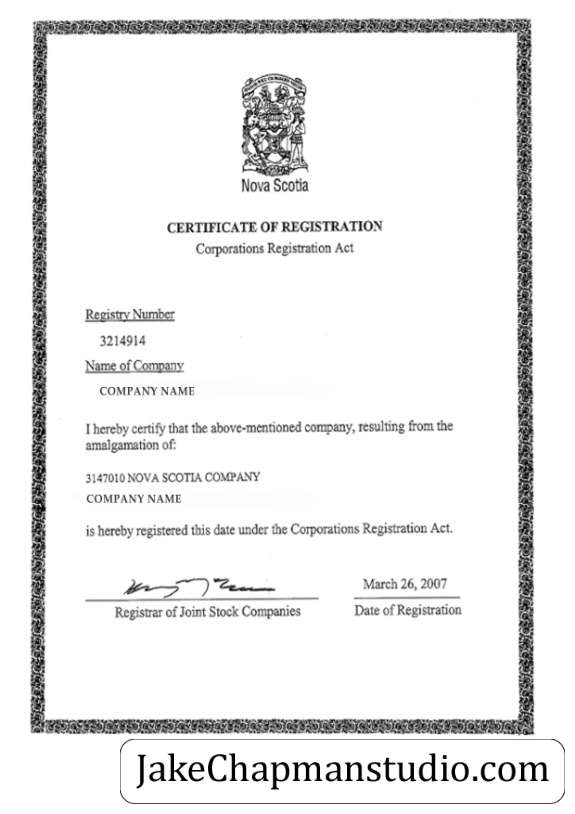 Nova Scotia
CERTIFICATE OF REGISTRATION
Corporations Registration Act
Registry Number
3214914
Name of Company
COMPANY NAME
I hereby certify that the above-mentioned company, resulting from the
amalgamation of:
3147010 NOVA SCOTIA COMPANY
COMPANY NAME
is hereby registered this date under the Corporations Registration Act.
March 26, 2007
Registrar of Joint Stock Companies
Date of Registration
JakeChapmanstudio.com